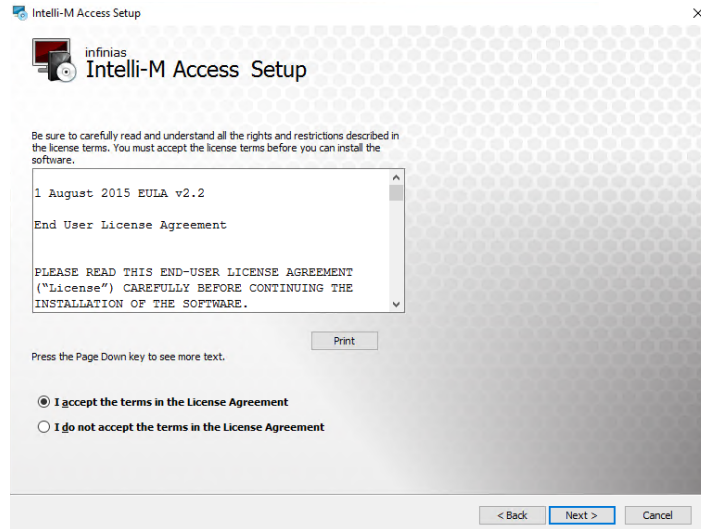 Intelli-M Access Setup
infinias
Intelli-M Access Setup
Be sure to carefully read and understand all the rights and restrictions described in
the license terms. You must accept the license terms before you can install the
software.
1 August 2015 EULA v2.2
End User License Agreement
PLEASE READ THIS END-USER LICENSE AGREEMENT
(“License”) CAREFULLY BEFORE CONTINUING THE
INSTALLATION OF THE SOFTWARE.
Print
Press the Page Down key to see more text.
I accept the terms in the License Agreement
I do not accept the terms in the License Agreement
< Back Next > Cancel